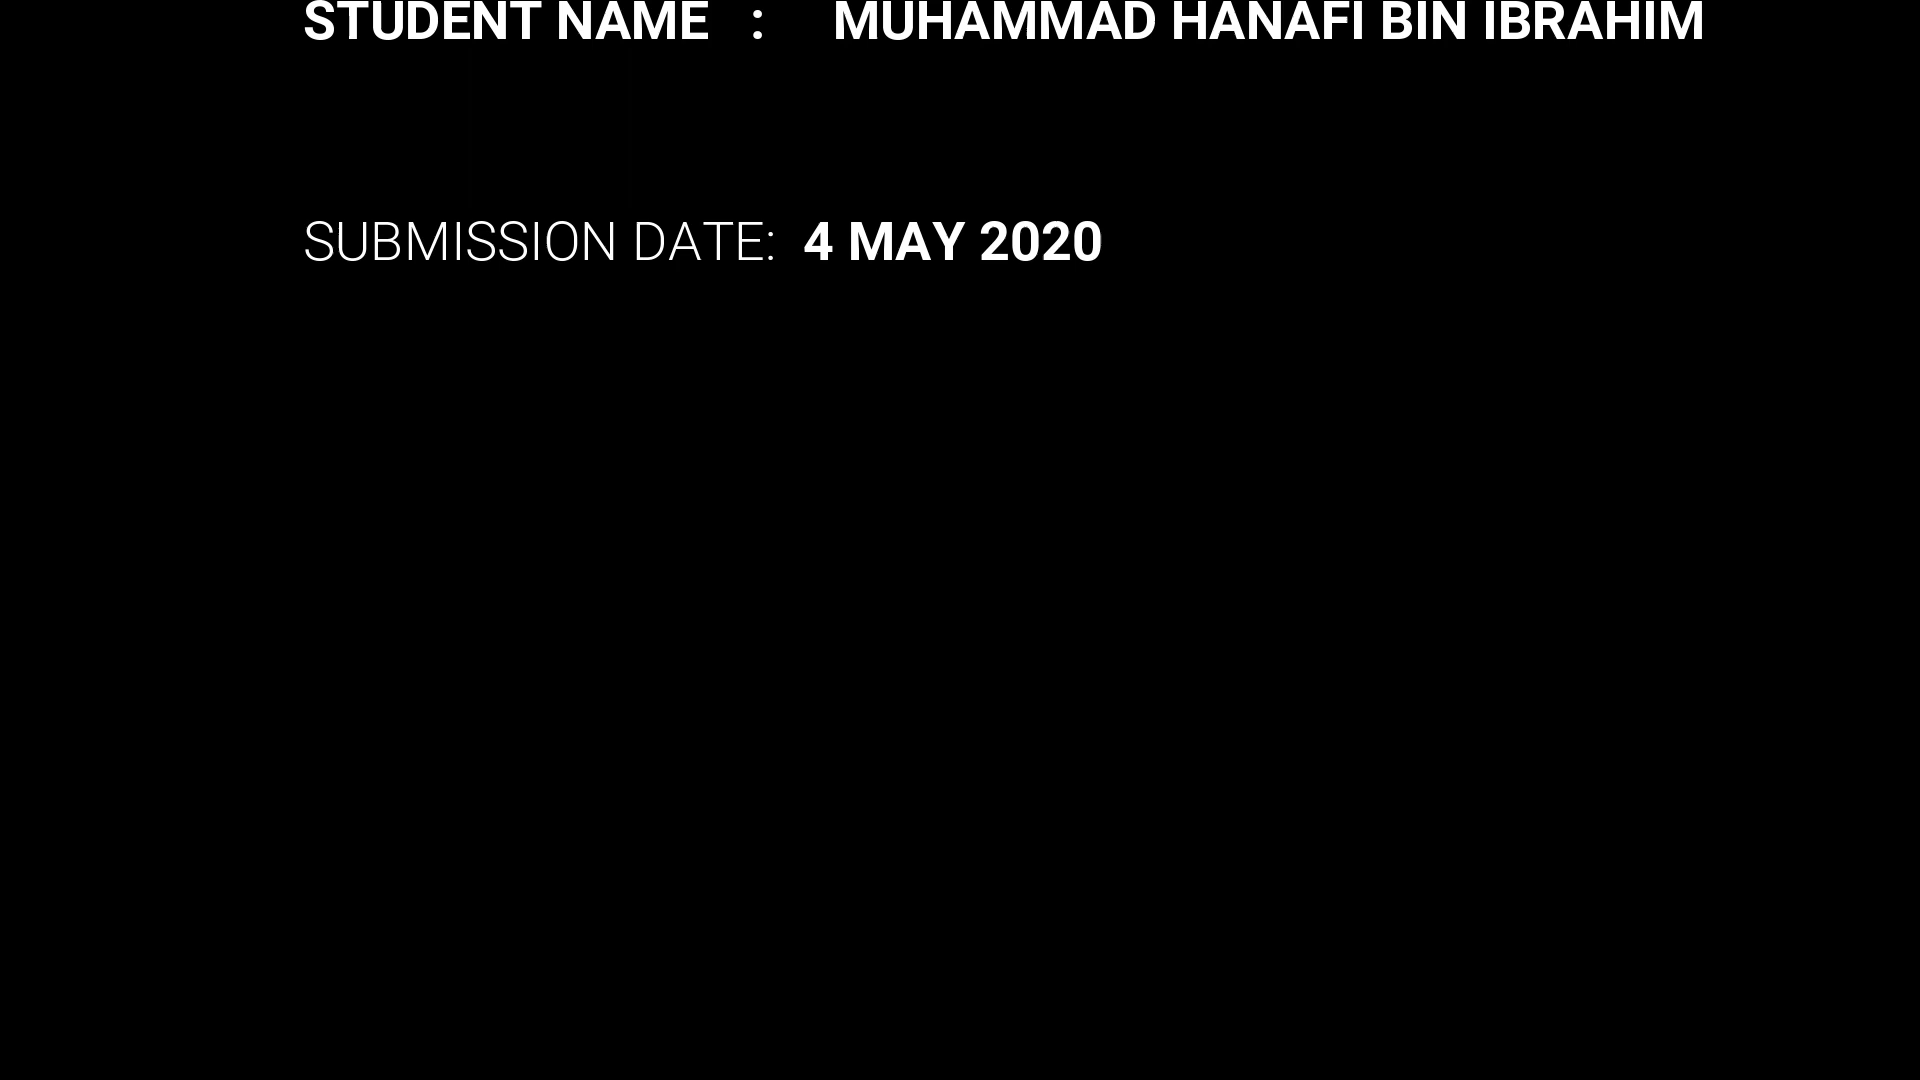 STUDENT NAME : MUHAMMAD HANAFI BIN IBRAHIM
SUBMISSION DATE: 4 MAY 2020